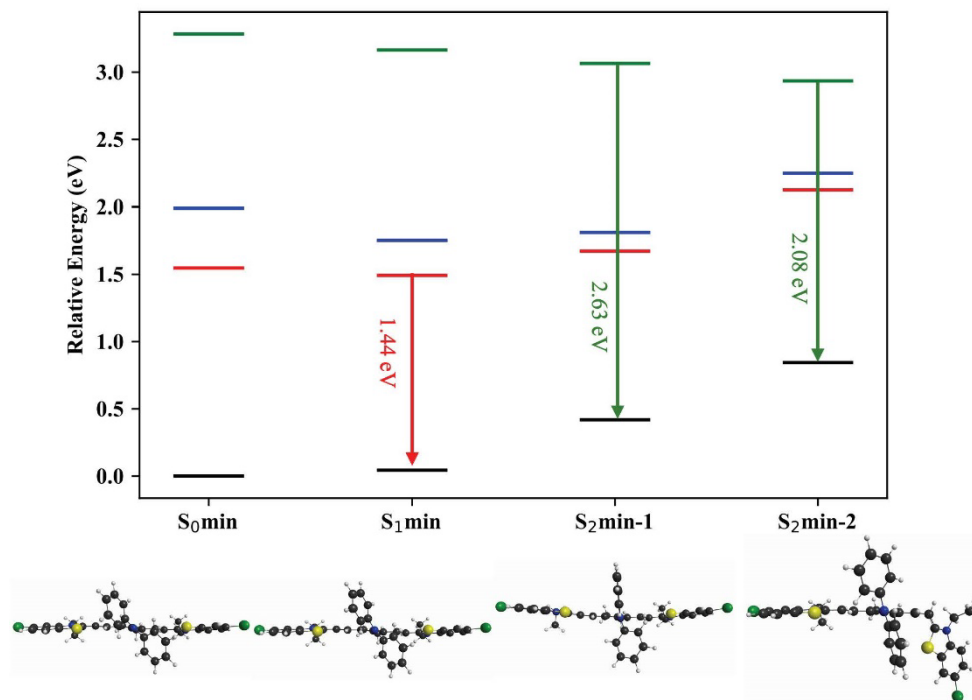 Relative Energy (eV)
3.0
2.5
2.0
1.5
1.0
0.5
0.0
1.44 eV
2.63 eV
2.08 eV
S₀min
S₁min
S₂min-1
S₂min-2